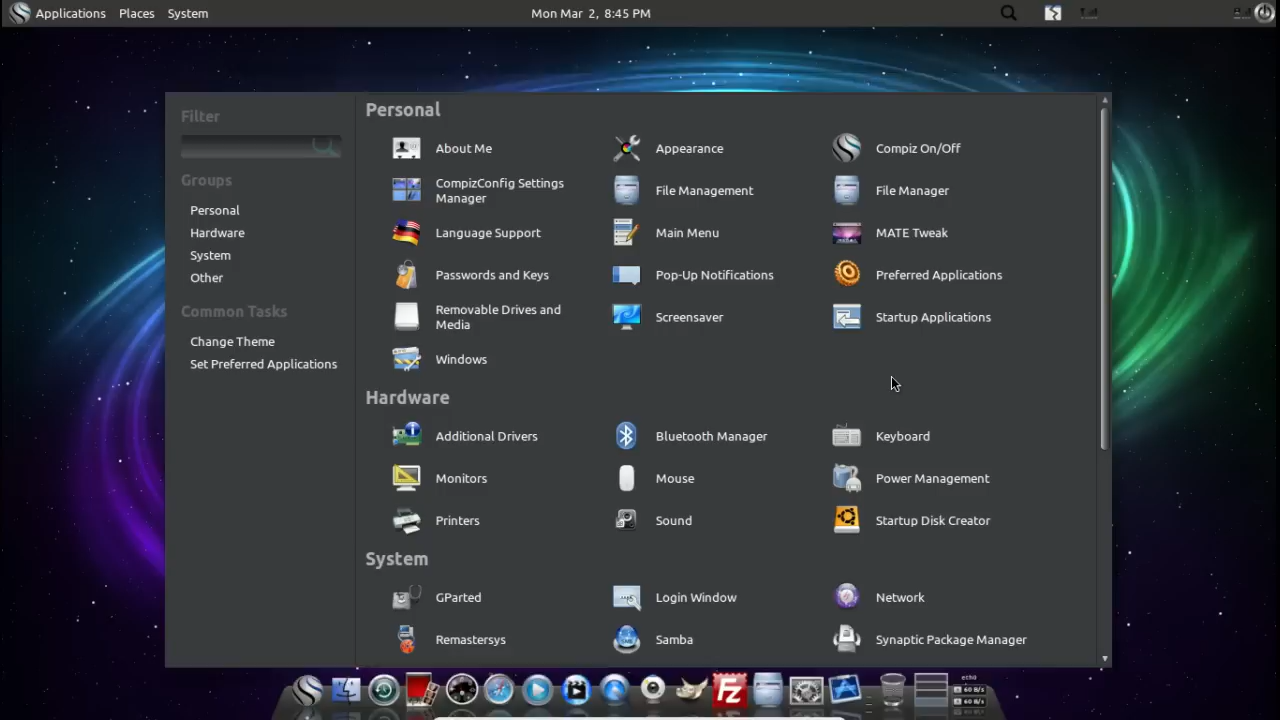 Applications Places System Mon Mar 2, 8:45 PM
Filter
Groups
Personal
Hardware
System
Other
Common Tasks
Change Theme
Set Preferred Applications
Personal
About Me Appearance Compiz On/Off
CompizConfig Settings
Manager
File Management File Manager
Language Support Main Menu MATE Tweak
Passwords and Keys Pop-Up Notifications Preferred Applications
Removable Drives and
Media
Screensaver Startup Applications
Windows
Hardware
Additional Drivers Bluetooth Manager Keyboard
Monitors Mouse Power Management
Printers Sound Startup Disk Creator
System
GParted Login Window Network
Remastersys Samba Synaptic Package Manager
Fz
echo
60 B/s
60 B/s